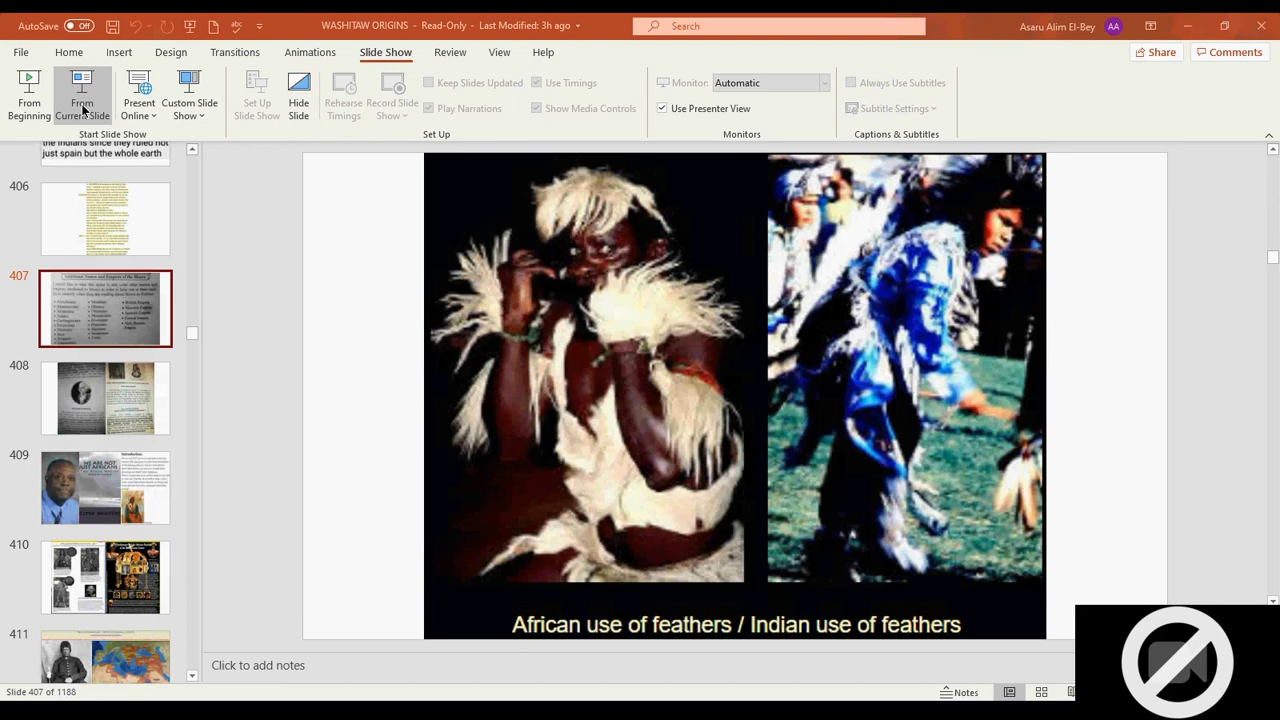 AutoSave Off
WASHITAW ORIGINS - Read-Only - Last Modified: 3h ago
Search
Asaru Alim El-Bey AA
File Home Insert Design Transitions Animations Slide Show Review View Help
Share Comments
From Beginning
From Current Slide
Present Online
Custom Slide Show
Start Slide Show
Set Up Slide Show
Hide Slide
Rehearse Timings
Record Slide Show
Keep Slides Updated
Play Narrations
Use Timings
Show Media Controls
Set Up
Monitor: Automatic
Use Presenter View
Monitors
Always Use Subtitles
Subtitle Settings
Captions & Subtitles
the Indians since they ruled not
just spain but the whole earth
406
407
408
409
WE ARE NOT
JUST AFRICANS
410
411
African use of feathers / Indian use of feathers
Click to add notes
Slide 407 of 1188
Notes